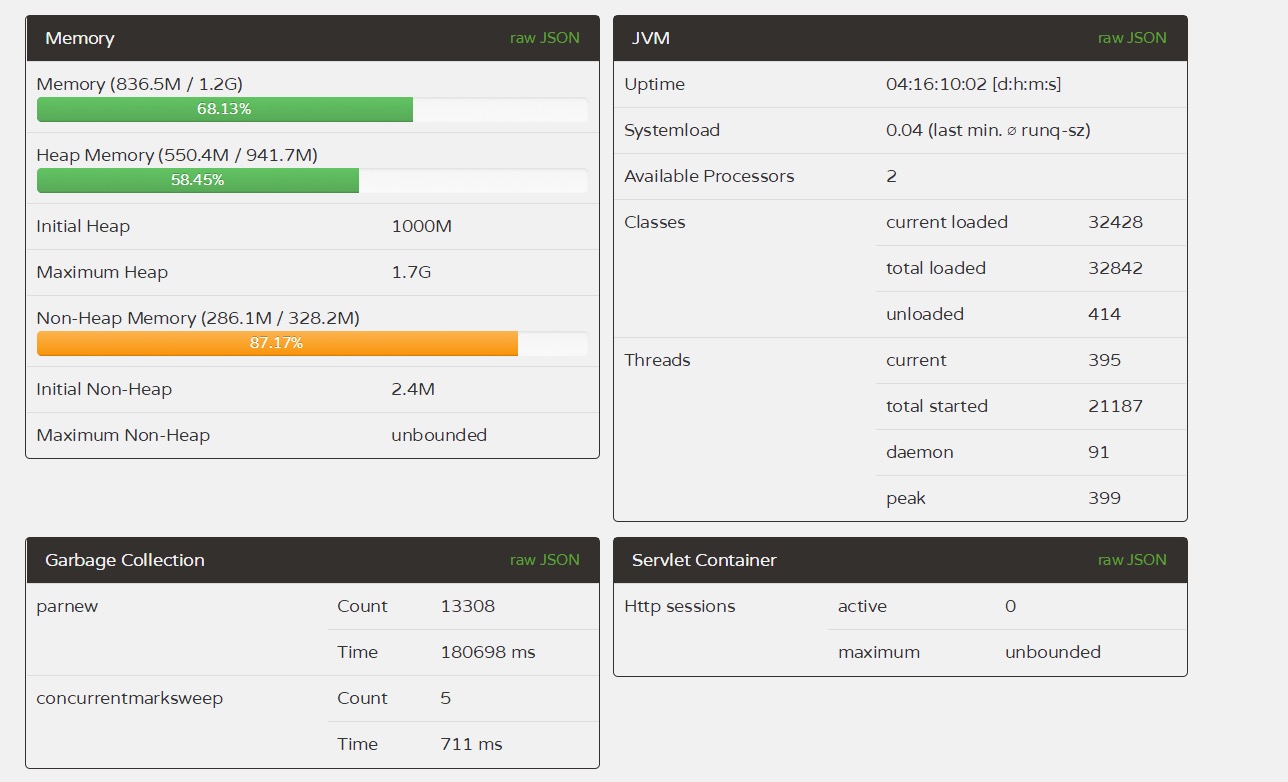 Memory raw JSON
Memory (836.5M / 1.2G)
68.13%
Heap Memory (550.4M / 941.7M)
58.45%
Initial Heap 1000M
Maximum Heap 1.7G
Non-Heap Memory (286.1M / 328.2M)
87.17%
Initial Non-Heap 2.4M
Maximum Non-Heap unbounded
JVM raw JSON
Uptime 04:16:10:02 [d:h:m:s]
Systemload 0.04 (last min. ⌀ runq-sz)
Available Processors 2
Classes current loaded 32428
total loaded 32842
unloaded 414
Threads current 395
total started 21187
daemon 91
peak 399
Garbage Collection raw JSON
parnew Count 13308
Time 180698 ms
concurrentmarksweep Count 5
Time 711 ms
Servlet Container raw JSON
Http sessions active 0
maximum unbounded